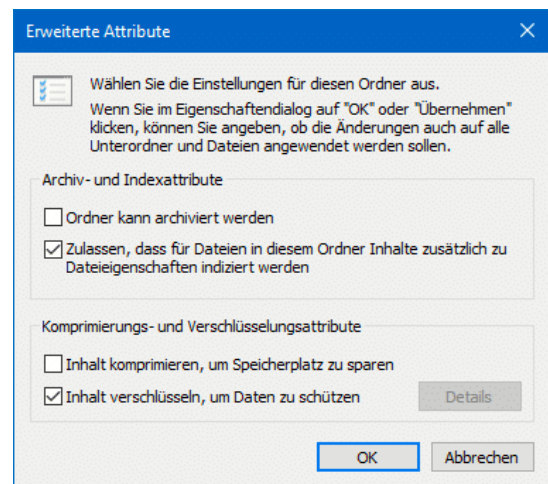 Erweiterte Attribute
Wählen Sie die Einstellungen für diesen Ordner aus.
Wenn Sie im Eigenschaftendialog auf "OK" oder "Übernehmen"
klicken, können Sie angeben, ob die Änderungen auch auf alle
Unterordner und Dateien angewendet werden sollen.
Archiv- und Indexattribute
Ordner kann archiviert werden
Zulassen, dass für Dateien in diesem Ordner Inhalte zusätzlich zu
Dateieigenschaften indiziert werden
Komprimierungs- und Verschlüsselungsattribute
Inhalt komprimieren, um Speicherplatz zu sparen
Inhalt verschlüsseln, um Daten zu schützen
Details
OK
Abbrechen